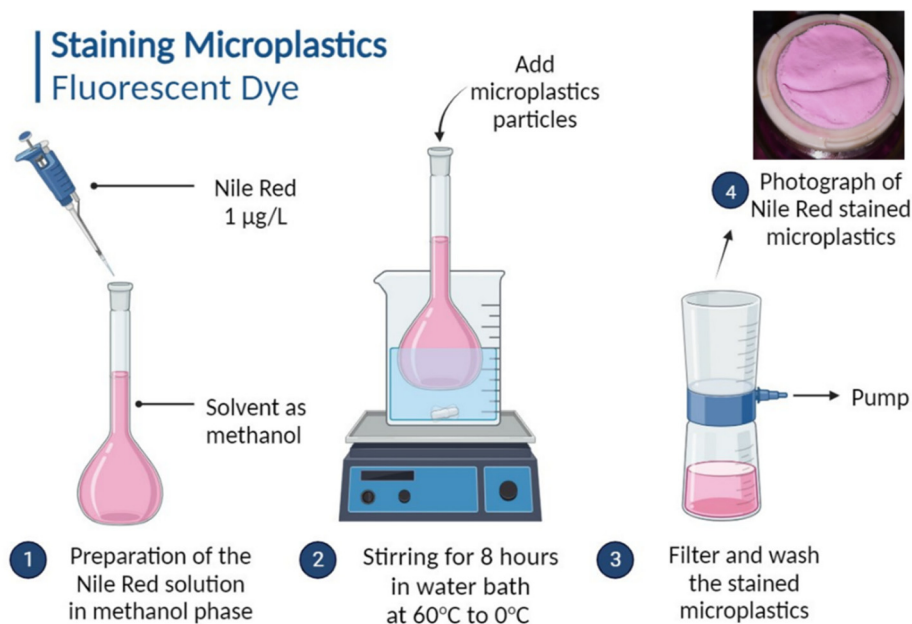 Staining Microplastics
Fluorescent Dye
Nile Red
1 µg/L
Solvent as
methanol
1
Preparation of the
Nile Red solution
in methanol phase
Add
microplastics
particles
2
Stirring for 8 hours
in water bath
at 60°C to 0°C
Pump
3
Filter and wash
the stained
microplastics
4
Photograph of
Nile Red stained
microplastics